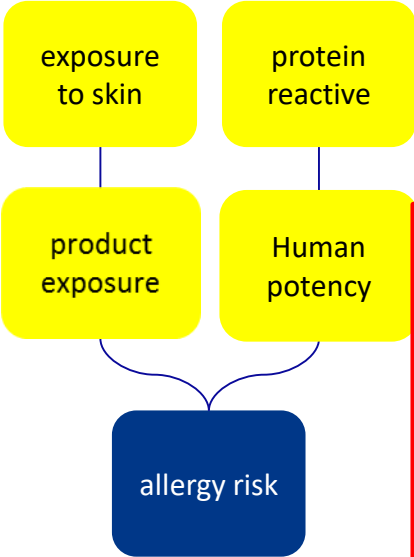 exposure
to skin
protein
reactive
product
exposure
Human
potency
allergy risk